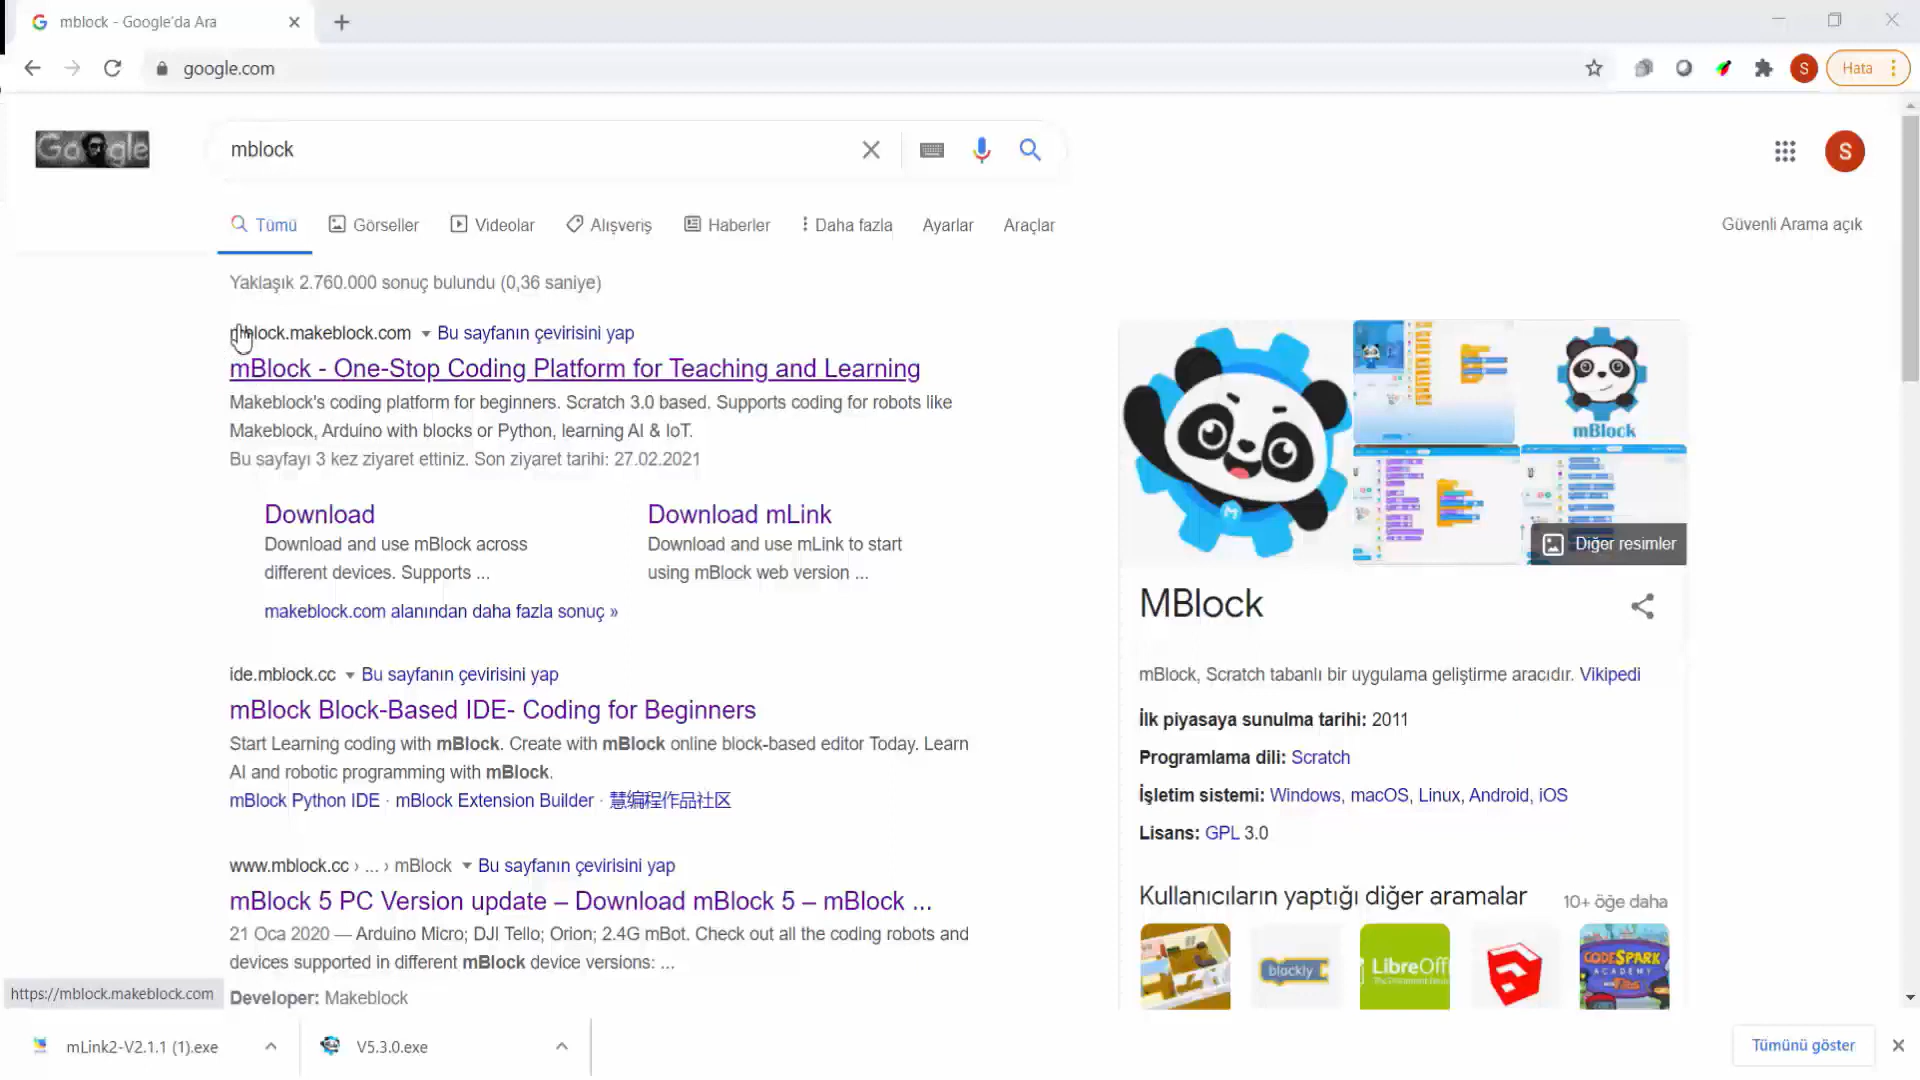 mblock - Google'da Ara
google.com
S
Hata
Google
mblock
S
Tümü
Görseller
Videolar
Alışveriş
Haberler
Daha fazla
Ayarlar
Araçlar
Güvenli Arama açık
Yaklaşık 2.760.000 sonuç bulundu (0,36 saniye)
mblock.makeblock.com Bu sayfanın çevirisini yap
mBlock - One-Stop Coding Platform for Teaching and Learning
Makeblock's coding platform for beginners. Scratch 3.0 based. Supports coding for robots like
Makeblock, Arduino with blocks or Python, learning AI & IoT.
Bu sayfayı 3 kez ziyaret ettiniz. Son ziyaret tarihi: 27.02.2021
Download
Download and use mBlock across
different devices. Supports ...
Download mLink
Download and use mLink to start
using mBlock web version ...
makeblock.com alanından daha fazla sonuç »
ide.mblock.cc Bu sayfanın çevirisini yap
mBlock Block-Based IDE- Coding for Beginners
Start Learning coding with mBlock. Create with mBlock online block-based editor Today. Learn
AI and robotic programming with mBlock.
mBlock Python IDE · mBlock Extension Builder · 慧编程作品社区
www.mblock.cc › ... › mBlock Bu sayfanın çevirisini yap
mBlock 5 PC Version update – Download mBlock 5 – mBlock ...
21 Oca 2020 — Arduino Micro; DJI Tello; Orion; 2.4G mBot. Check out all the coding robots and
devices supported in different mBlock device versions: ...
Developer: Makeblock
mBlock
Diğer resimler
MBlock
mBlock, Scratch tabanlı bir uygulama geliştirme aracıdır. Vikipedi
İlk piyasaya sunulma tarihi: 2011
Programlama dili: Scratch
İşletim sistemi: Windows, macOS, Linux, Android, iOS
Lisans: GPL 3.0
Kullanıcıların yaptığı diğer aramalar
10+ öğe daha
blockly
LibreOffi
CODESPARK
ACADEMY
https://mblock.makeblock.com
mLink2-V2.1.1 (1).exe
V5.3.0.exe
Tümünü göster